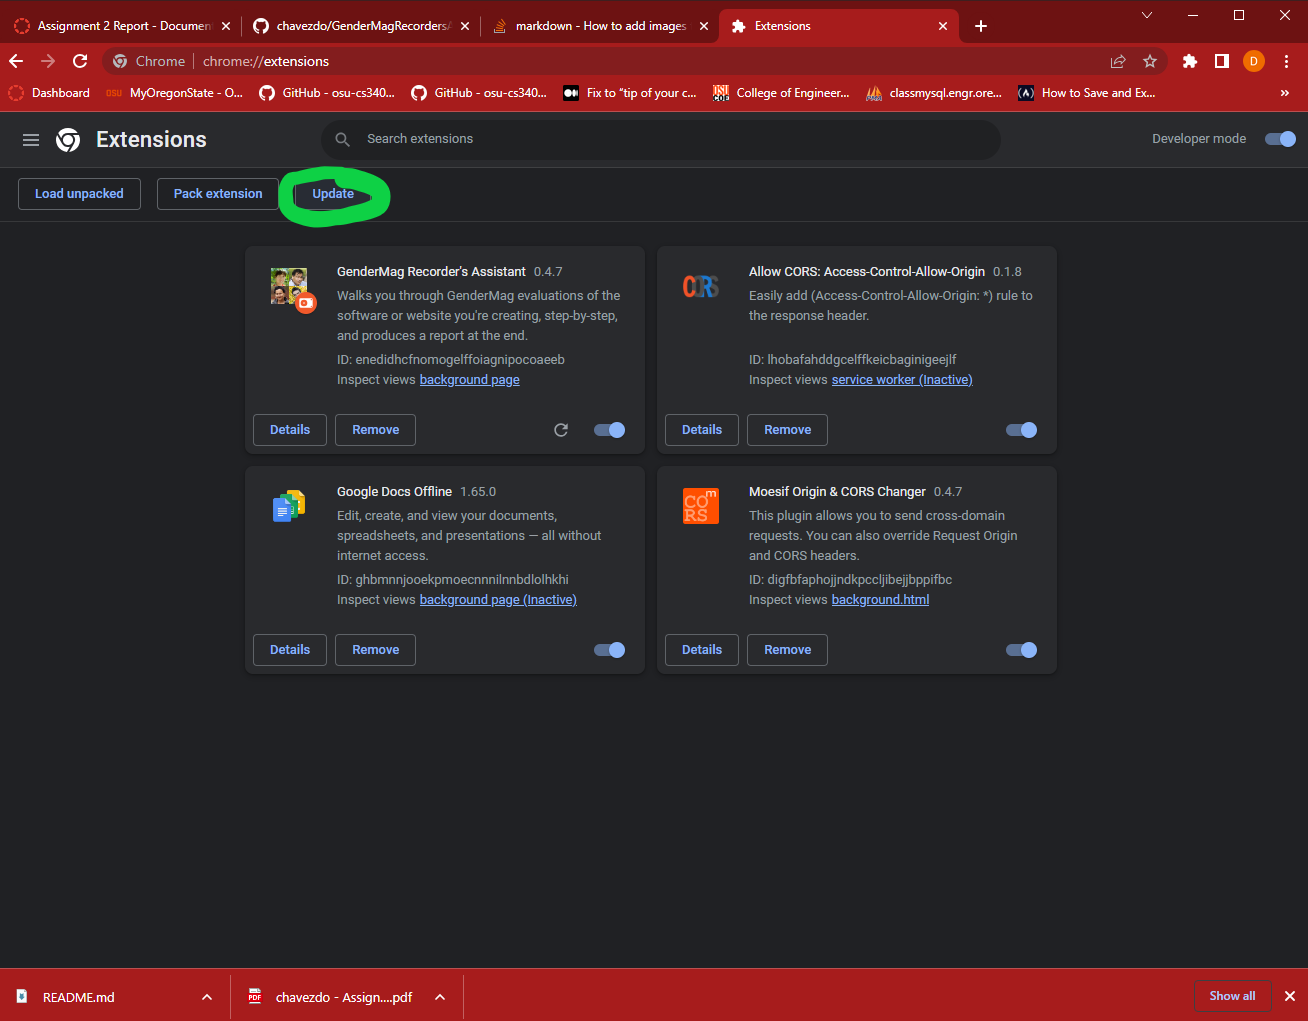 Assignment 2 Report - Documen
chavezdo/GenderMagRecordersA
markdown - How to add images
Extensions
Chrome
chrome://extensions
D
Dashboard
OSU
MyOregonState - O...
GitHub - osu-cs340...
GitHub - osu-cs340...
Fix to “tip of your c...
College of Engineer...
classmysql.engr.ore...
How to Save and Ex...
»
Extensions
Search extensions
Developer mode
Load unpacked
Pack extension
Update
GenderMag Recorder's Assistant 0.4.7
Walks you through GenderMag evaluations of the
software or website you're creating, step-by-step,
and produces a report at the end.
ID: enedidhcfnomogelffoiagnipocoaeeb
Inspect views background page
Details
Remove
CORS
Allow CORS: Access-Control-Allow-Origin 0.1.8
Easily add (Access-Control-Allow-Origin: *) rule to
the response header.
ID: lhobafahddgcelffkeicbaginigeejlf
Inspect views service worker (Inactive)
Details
Remove
Google Docs Offline 1.65.0
Edit, create, and view your documents,
spreadsheets, and presentations — all without
internet access.
ID: ghbmnnjooekpmoecnnnilnnbdlolhkhi
Inspect views background page (Inactive)
Details
Remove
m
CO
RS
Moesif Origin & CORS Changer 0.4.7
This plugin allows you to send cross-domain
requests. You can also override Request Origin
and CORS headers.
ID: digfbfaphojjndkpccljibejjbppifbc
Inspect views background.html
Details
Remove
README.md
PDF
chavezdo - Assign....pdf
Show all